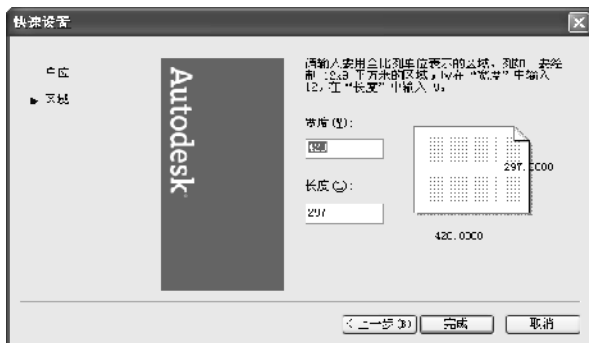 快速设置
单位
区域
Autodesk
请输入要用全比例单位表示的区域。例如：要绘
制 12x9 平方米的区域，应在“宽度”中输入
12，在“长度”中输入 9。
宽度(W):
420
长度(L):
297
297.0000
420.0000
<上一步(B)
完成
取消